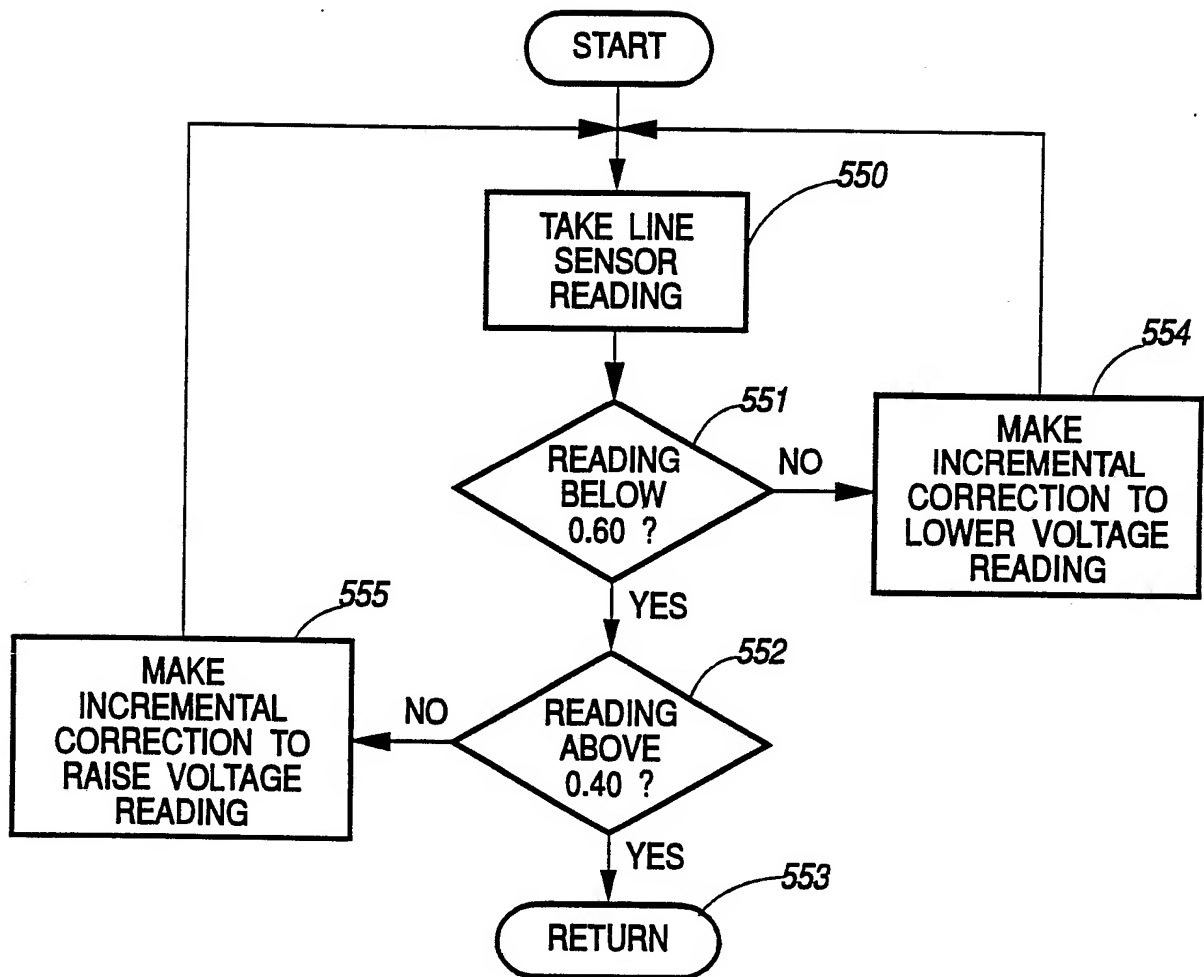 START
550
TAKE LINE
SENSOR
READING
551
READING
BELOW
0.60 ?
NO
554
MAKE
INCREMENTAL
CORRECTION TO
LOWER VOLTAGE
READING
YES
555
MAKE
INCREMENTAL
CORRECTION TO
RAISE VOLTAGE
READING
NO
552
READING
ABOVE
0.40 ?
YES
553
RETURN